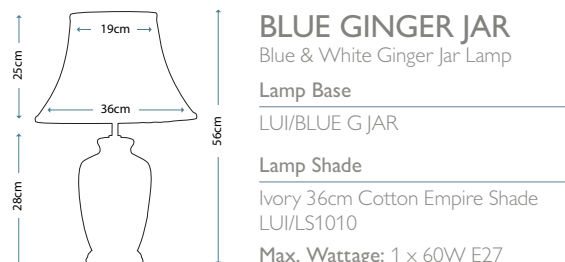 BLUE GINGER JAR
Blue & White Ginger Jar Lamp
Lamp Base
LUI/BLUE G JAR
Lamp Shade
Ivory 36cm Cotton Empire Shade
LUI/LS1010
Max. Wattage: 1 x 60W E27
19cm
25cm
36cm
56cm
28cm